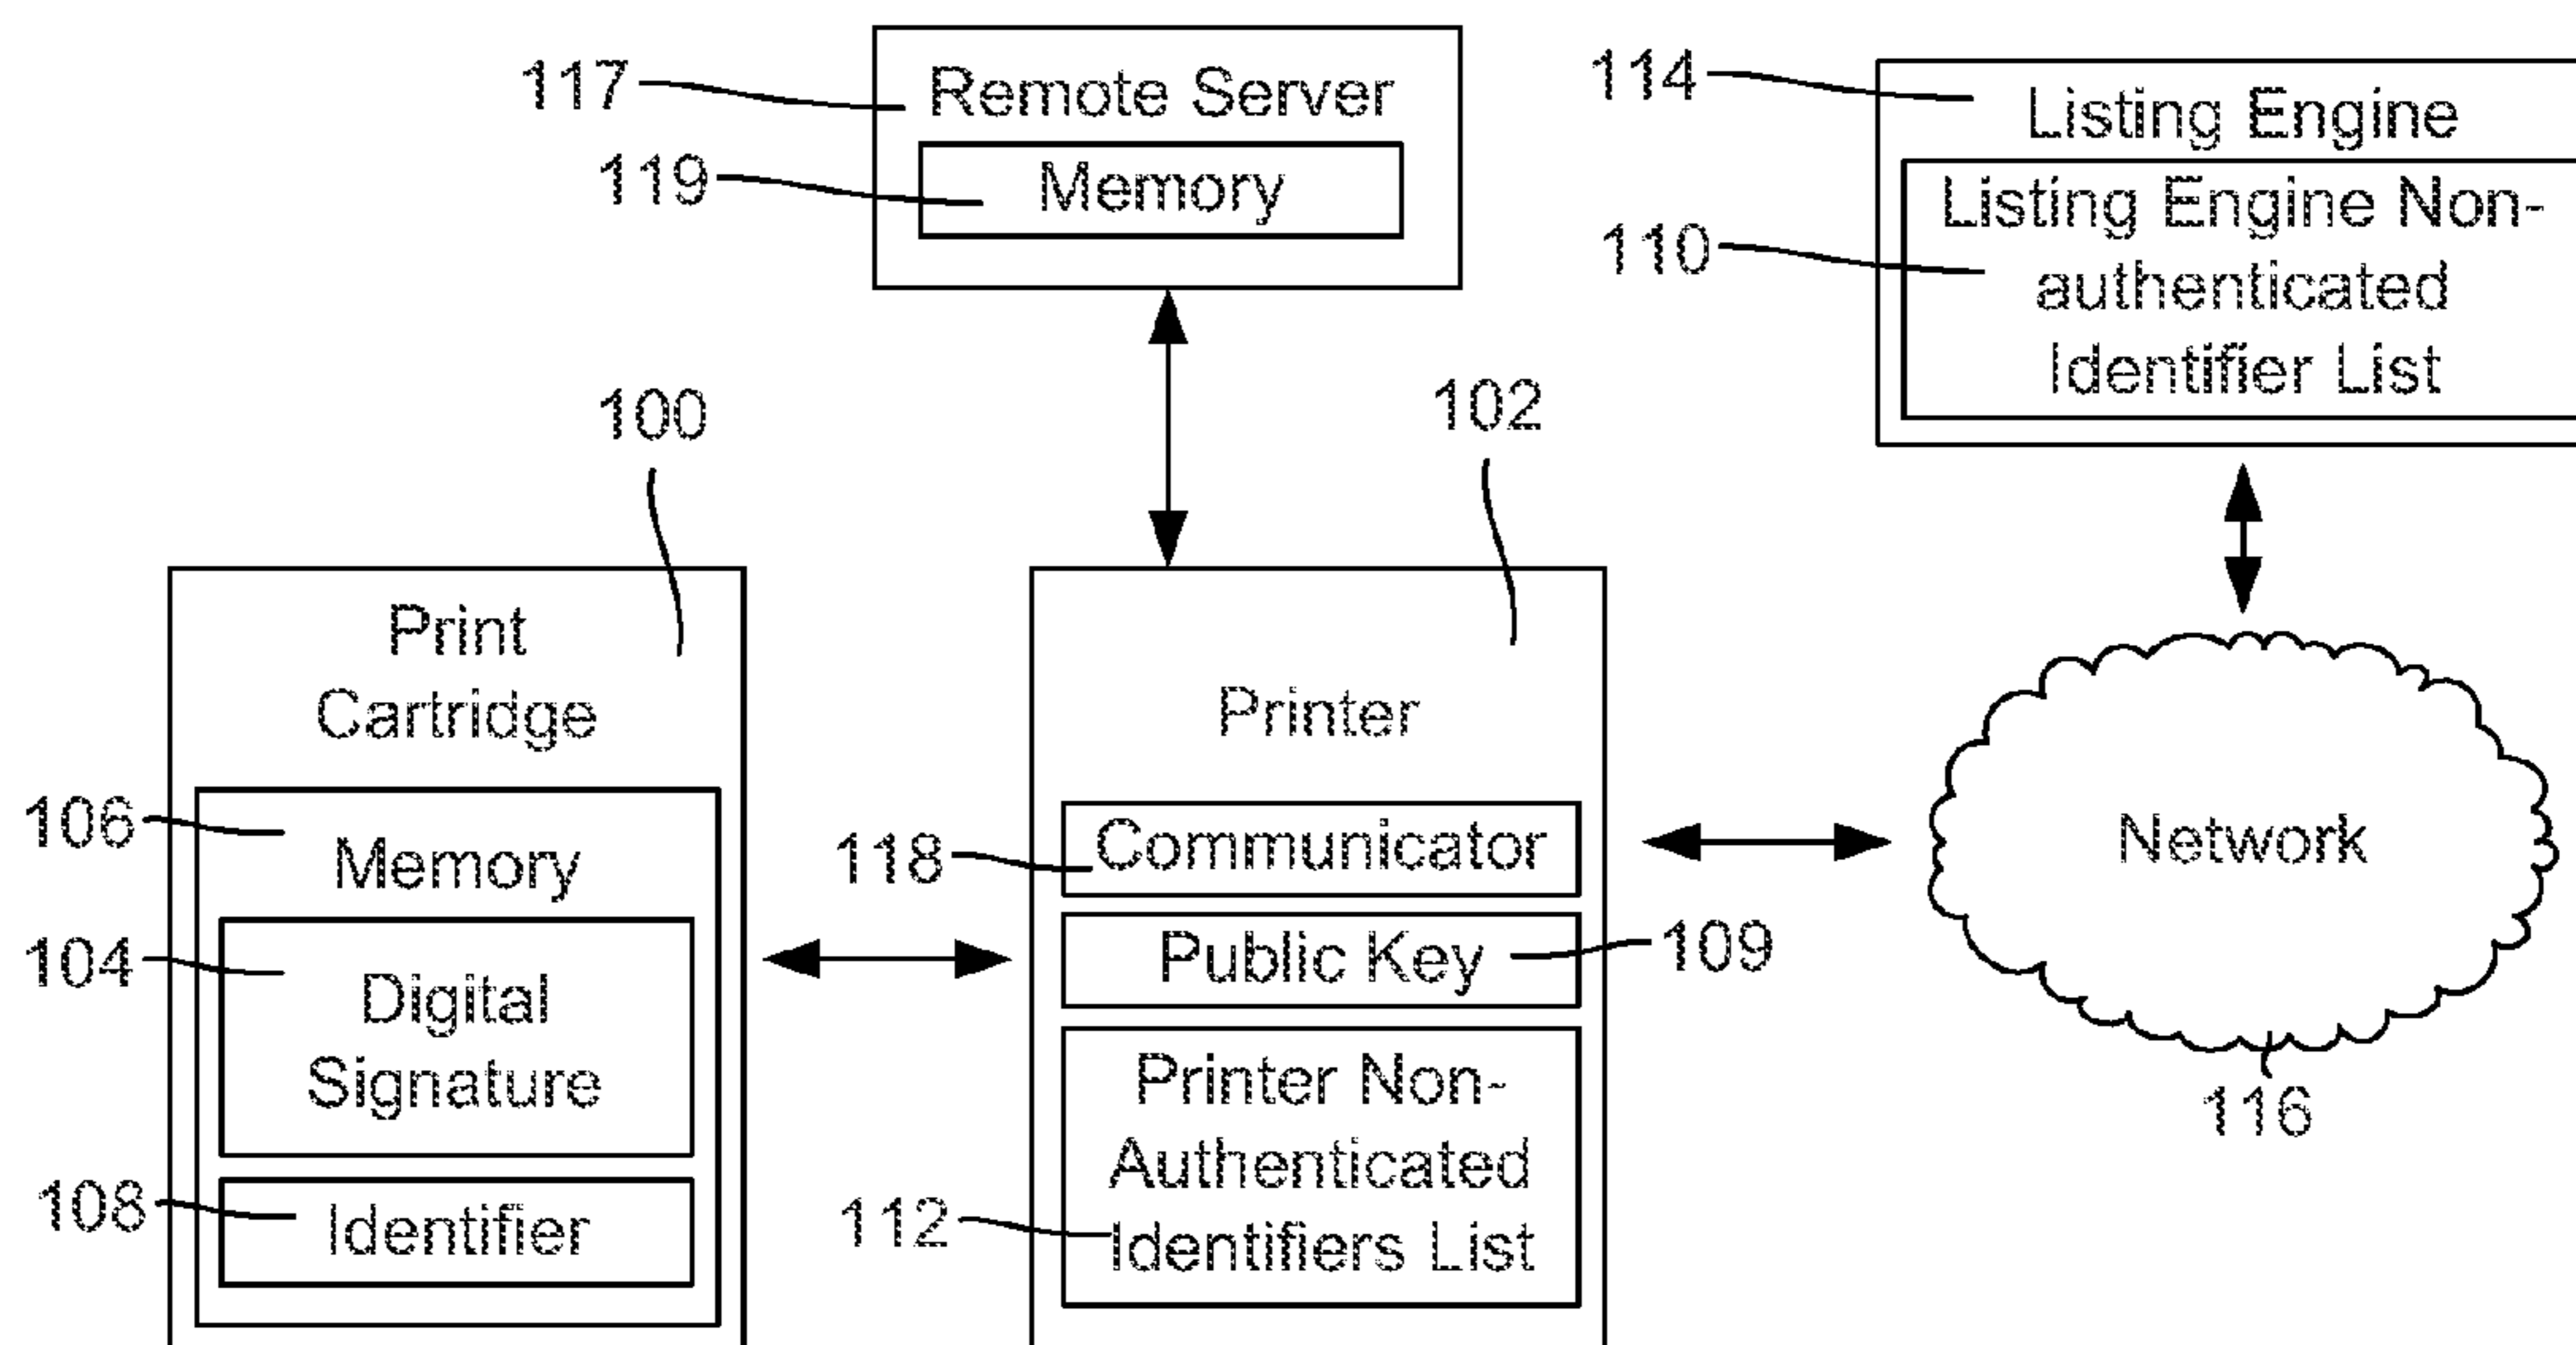 117
Remote Server
119
Memory
114
Listing Engine
110
Listing Engine Non-
authenticated
Identifier List
100
Print
Cartridge
106
Memory
104
Digital
Signature
108
Identifier
102
Printer
118
Communicator
Public Key
109
Printer Non-
Authenticated
112
Identifiers List
Network
116